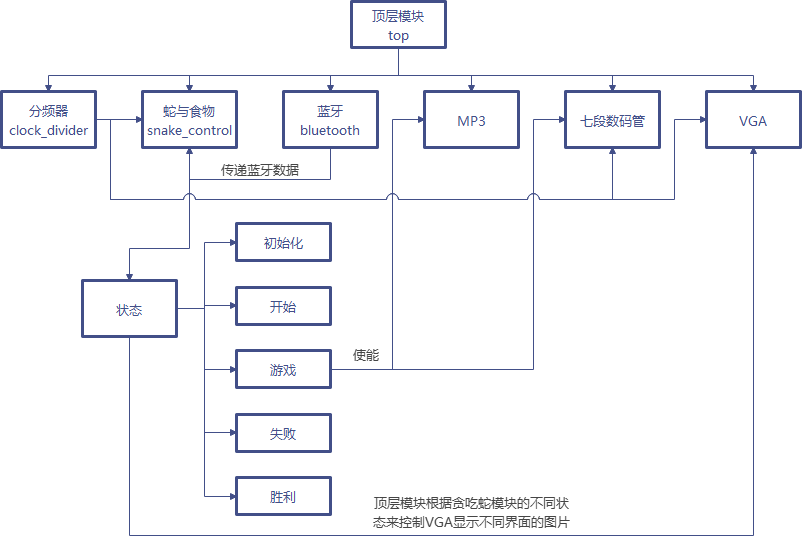 顶层模块
top
分频器
clock_divider
蛇与食物
snake_control
蓝牙
bluetooth
MP3
七段数码管
VGA
传递蓝牙数据
初始化
状态
开始
使能
游戏
失败
胜利
顶层模块根据贪吃蛇模块的不同状
态来控制VGA显示不同界面的图片